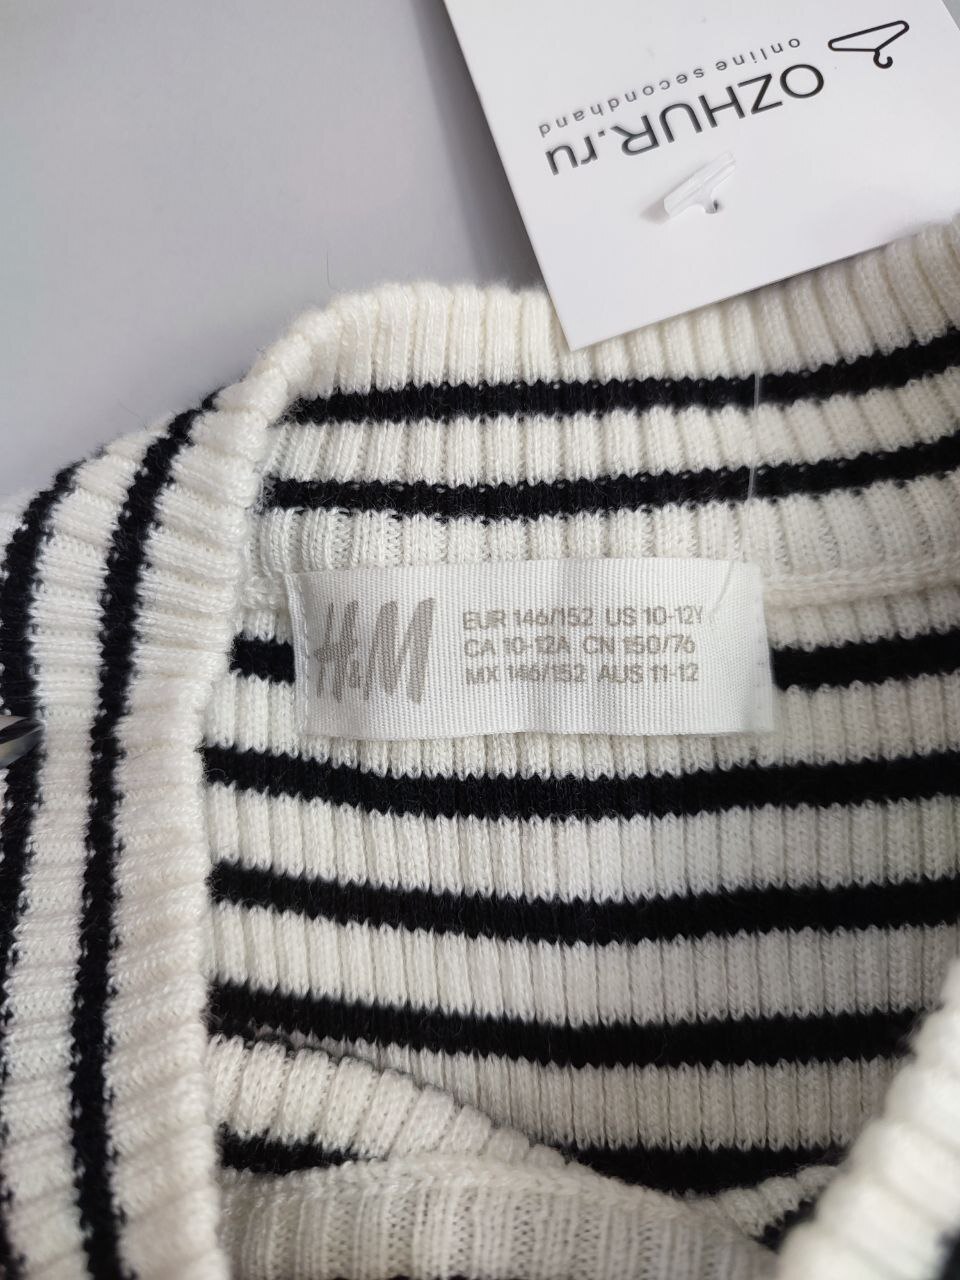 OZHUR.ru
online secondhand
H&M
EUR 146/152 US 10-12Y
CA 10-12A CN 150/76
MX 146/152 AUS 11-12